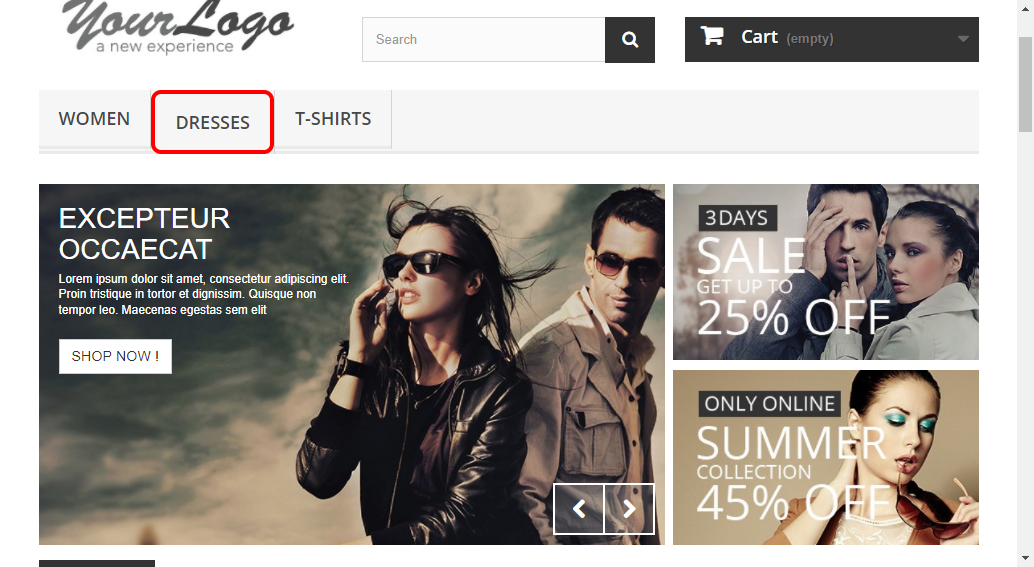 YourLogo
a new experience
Search
Cart (empty)
WOMEN
DRESSES
T-SHIRTS
EXCEPTEUR
OCCAECAT
Lorem ipsum dolor sit amet, consectetur adipiscing elit.
Proin tristique in tortor et dignissim. Quisque non
tempor leo. Maecenas egestas sem elit
SHOP NOW !
3 DAYS
SALE
GET UP TO
25% OFF
ONLY ONLINE
SUMMER
COLLECTION
45% OFF